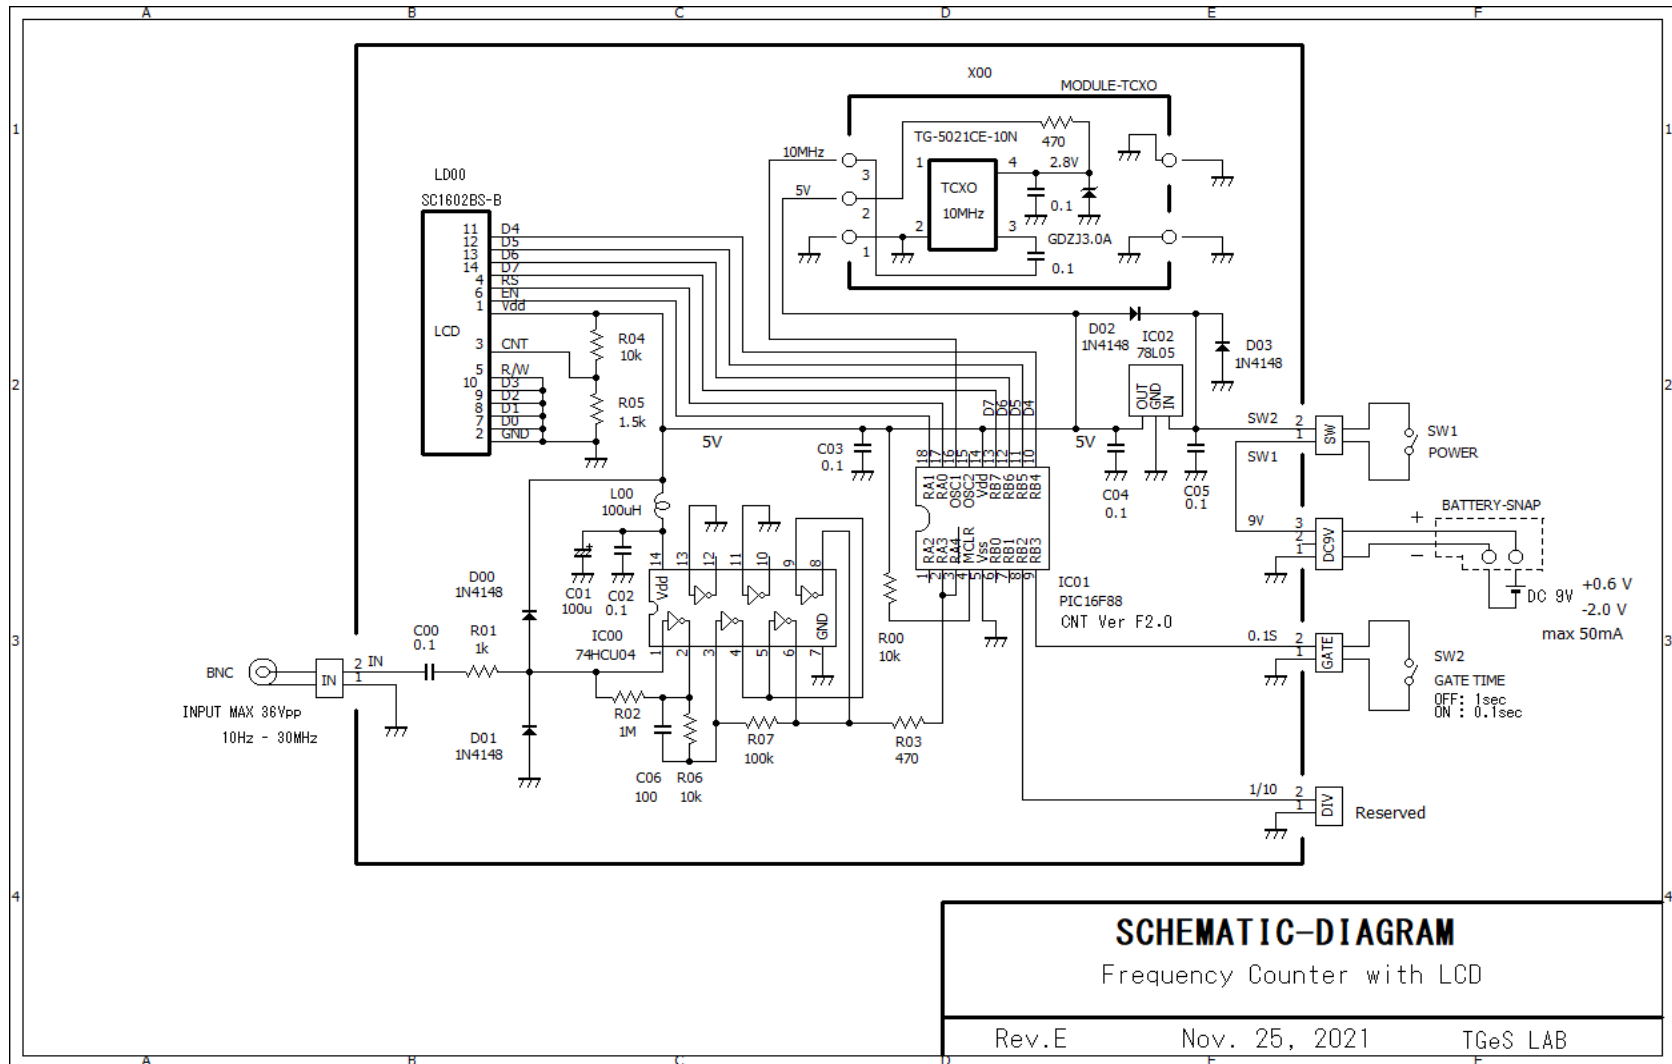 A B C D E F
1 1
2 2
3 3
4 4
A B C D E F
X00
MODULE-TCXO
TG-5021CE-10N
470
10MHz
3
1
4
2.8V
TCXO
10MHz
5V
2
0.1
2
3
GDZJ3.0A
1
0.1
LD00
SC1602BS-B
11 D4
12 D5
13 D6
14 D7
4 RS
6 EN
1 Vdd
LCD
3 CNT
5 R/W
10 D3
9 D2
8 D1
7 D0
2 GND
R04
10k
R05
1.5k
D02
1N4148
IC02
78L05
OUT
GND
IN
D03
1N4148
5V
C03
0.1
D7
D6
D5
D4
5V
C04
0.1
C05
0.1
18 17 16 15 14 13 12 11 10
RA1
RA0
OSC1
OSC2
Vdd
RB7
RB6
RB5
RB4
RA2
RA3
RA4
MCLR
Vss
RB0
RB1
RB2
RB3
1 2 3 4 5 6 7 8 9
IC01
PIC16F88
CNT Ver F2.0
R00
10k
SW2
SW1
2
1
SW
SW1
POWER
9V
3
2
1
DC9V
BATTERY-SNAP
+
−
DC 9V
+0.6 V
-2.0 V
max 50mA
0.1S
2
1
GATE
SW2
GATE TIME
OFF: 1sec
ON : 0.1sec
1/10
2
1
DIV
Reserved
L00
100uH
C01
100u
C02
0.1
14 13 12 11 10 9 8
Vdd
GND
1 2 3 4 5 6 7
IC00
74HCU04
D00
1N4148
C00
0.1
R01
1k
BNC
IN
2 IN
1
INPUT MAX 36Vpp
10Hz - 30MHz
D01
1N4148
R02
1M
C06
100
R06
10k
R07
100k
R03
470
SCHEMATIC-DIAGRAM
Frequency Counter with LCD
Rev.E Nov. 25, 2021 TGeS LAB